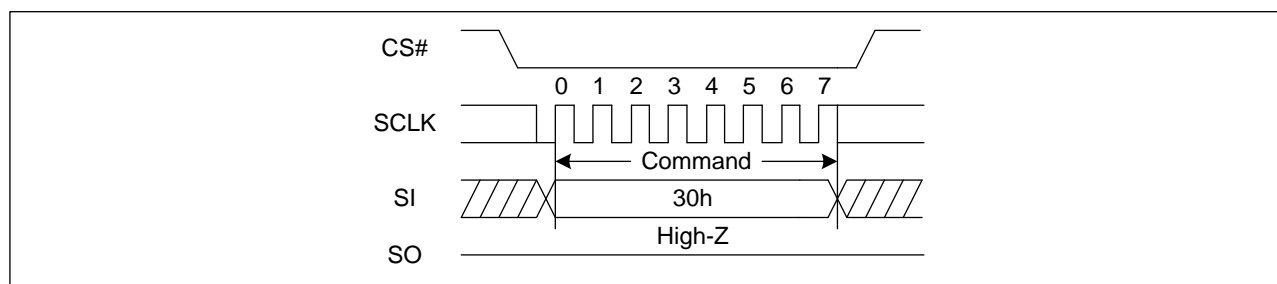 CS#
0 1 2 3 4 5 6 7
SCLK
Command
SI
30h
High-Z
SO